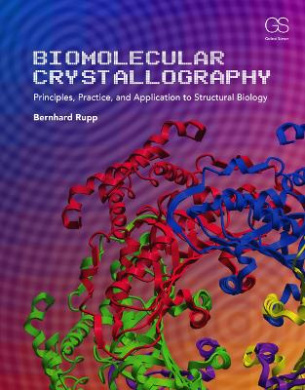 GS
Garland Science
BIOMOLECULAR
CRYSTALLOGRAPHY
Principles, Practice, and Application to Structural Biology
Bernhard Rupp